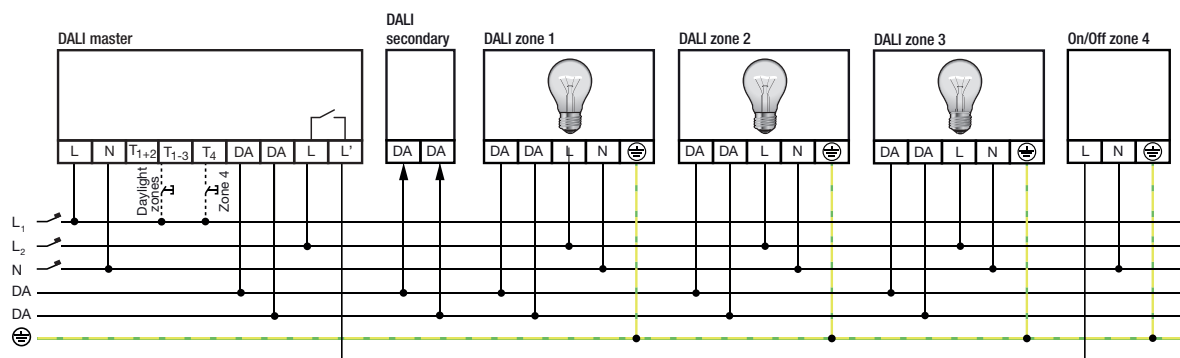 DALI master
DALI
secondary
DALI zone 1
DALI zone 2
DALI zone 3
On/Off zone 4
L N T1+2 T1-3 T4 DA DA L L'
DA DA
DA DA L N
DA DA L N
DA DA L N
L N
Daylight
zones
Zone 4
L1
L2
N
DA
DA